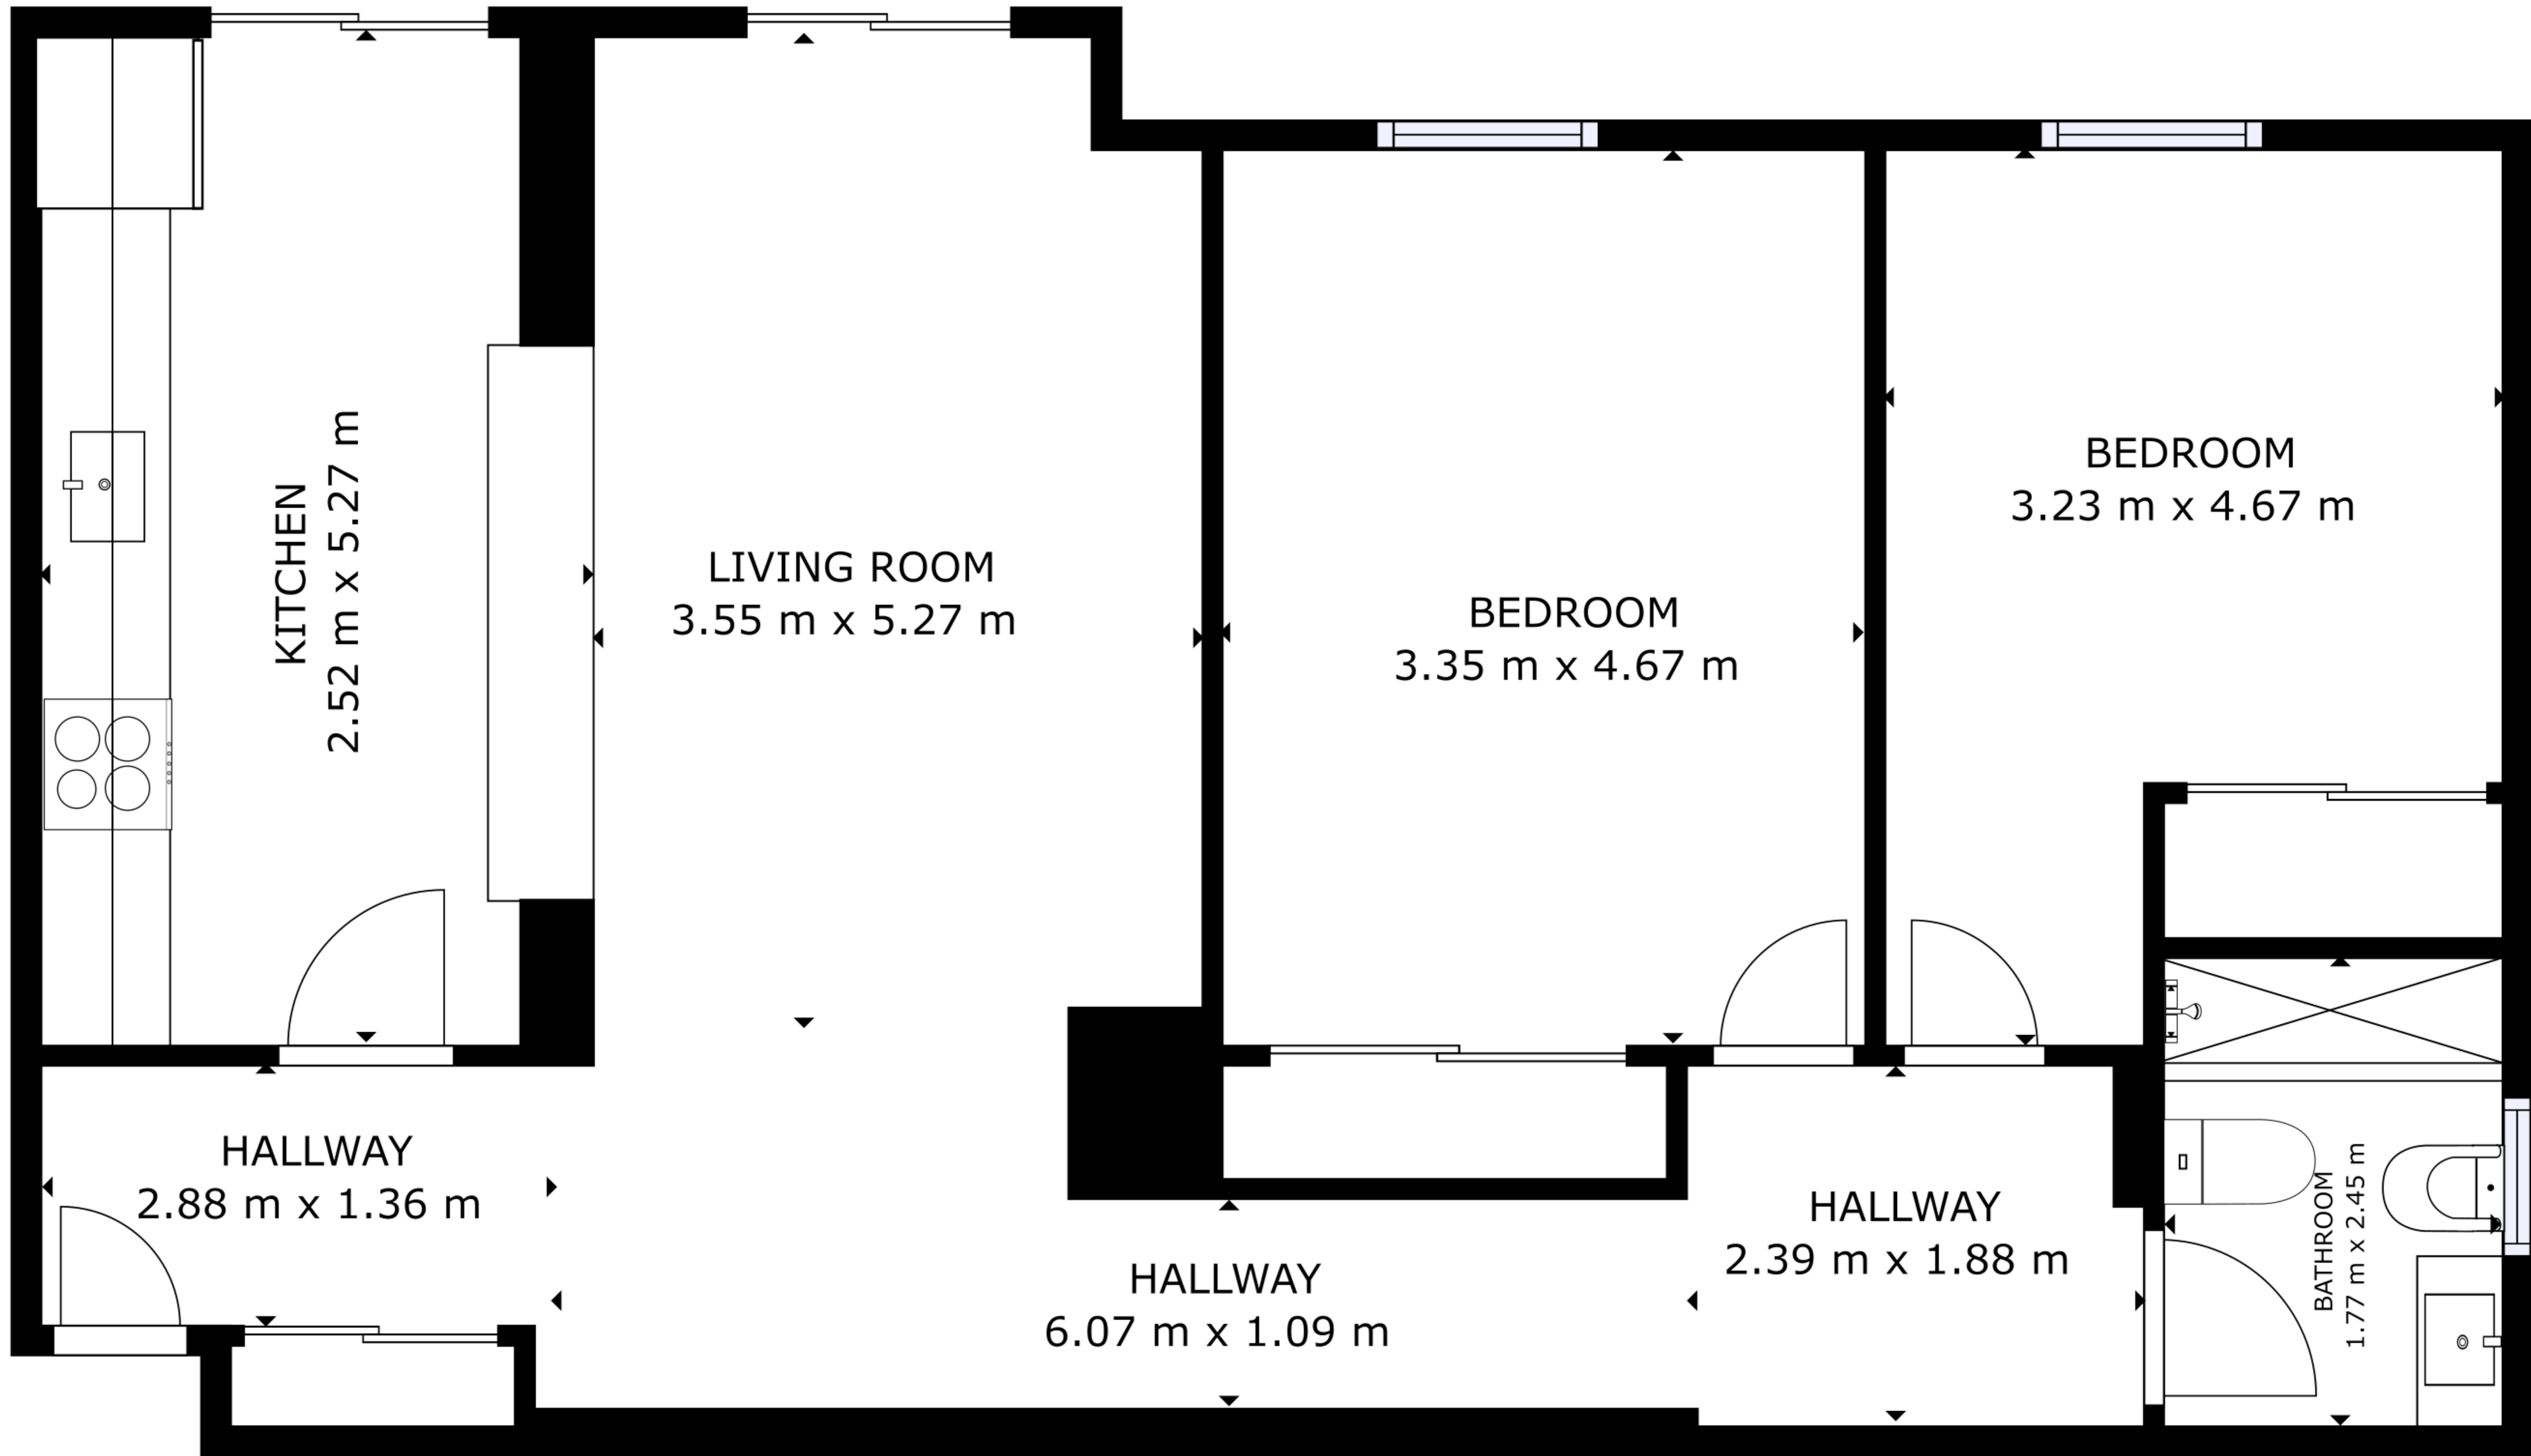 KITCHEN
2.52 m x 5.27 m
LIVING ROOM
3.55 m x 5.27 m
BEDROOM
3.35 m x 4.67 m
BEDROOM
3.23 m x 4.67 m
HALLWAY
2.88 m x 1.36 m
HALLWAY
6.07 m x 1.09 m
HALLWAY
2.39 m x 1.88 m
BATHROOM
1.77 m x 2.45 m